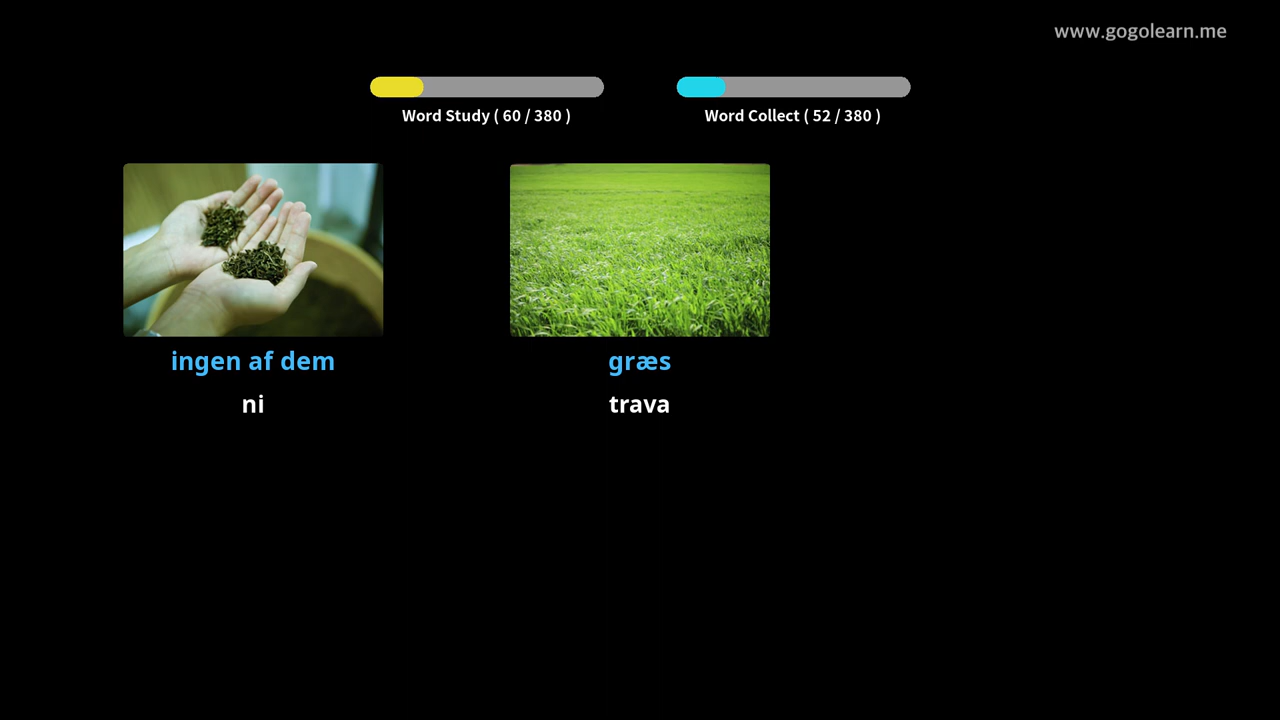 www.gogolearn.me
Word Study ( 60 / 380 )
Word Collect ( 52 / 380 )
ingen af dem
ni
græs
trava